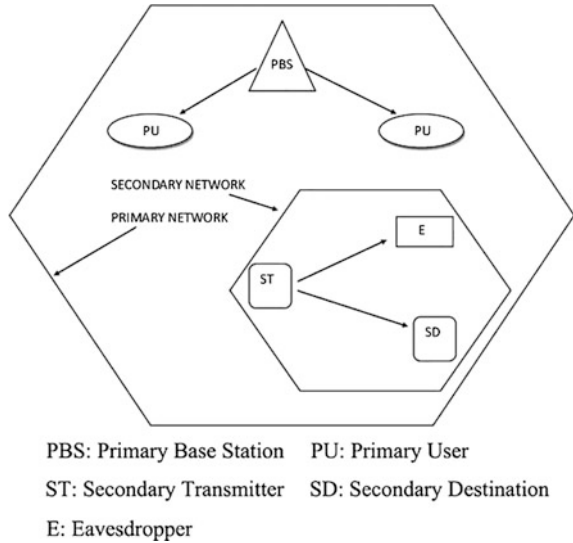 PBS
PU
PU
SECONDARY NETWORK
PRIMARY NETWORK
E
ST
SD
PBS: Primary Base Station PU: Primary User
ST: Secondary Transmitter SD: Secondary Destination
E: Eavesdropper